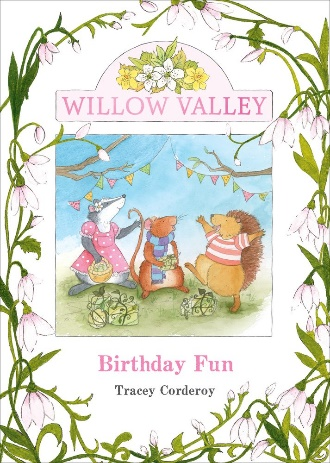 WILLOW VALLEY
Birthday Fun
Tracey Corderoy